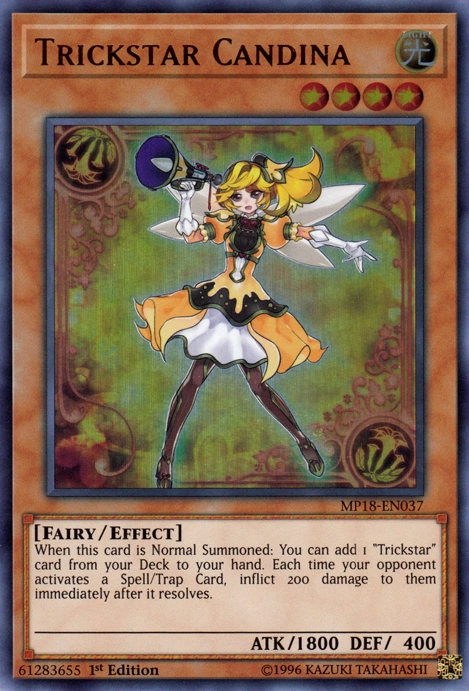 TRICKSTAR CANDINA
LIGHT
光
MP18-EN037
[FAIRY/EFFECT]
When this card is Normal Summoned: You can add 1 "Trickstar"
card from your Deck to your hand. Each time your opponent
activates a Spell/Trap Card, inflict 200 damage to them
immediately after it resolves.
ATK/1800 DEF/ 400
61283655 1st Edition ©1996 KAZUKI TAKAHASHI